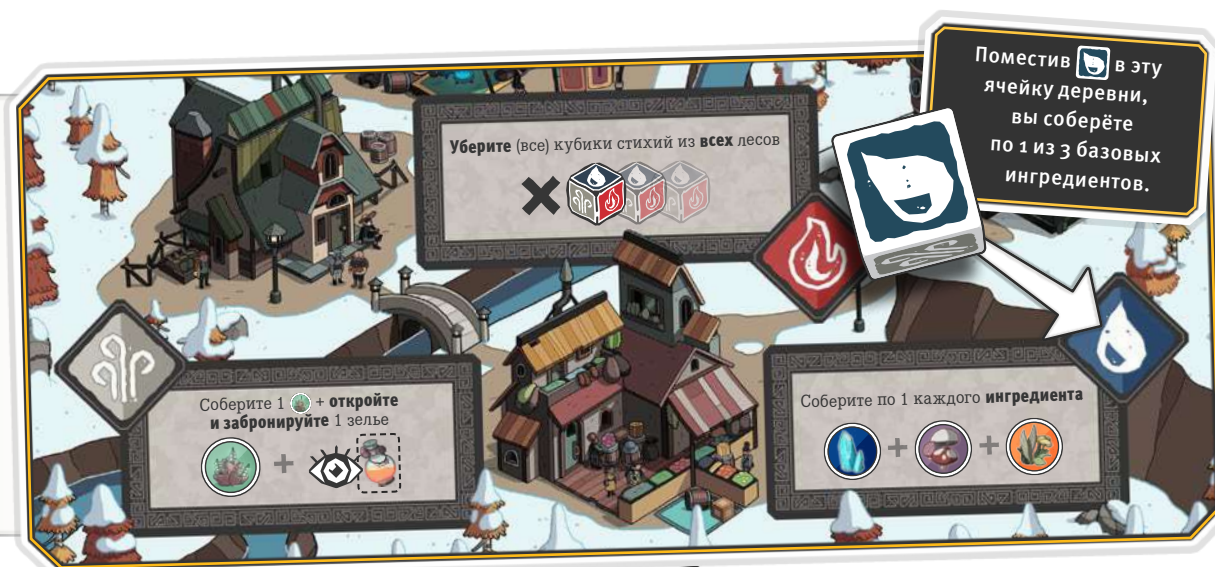 Поместив в эту
ячейку деревни,
вы соберёте
по 1 из 3 базовых
ингредиентов.
Уберите (все) кубики стихий из всех лесов
Соберите 1 + откройте
и забронируйте 1 зелье
+
Соберите по 1 каждого ингредиента
+ +